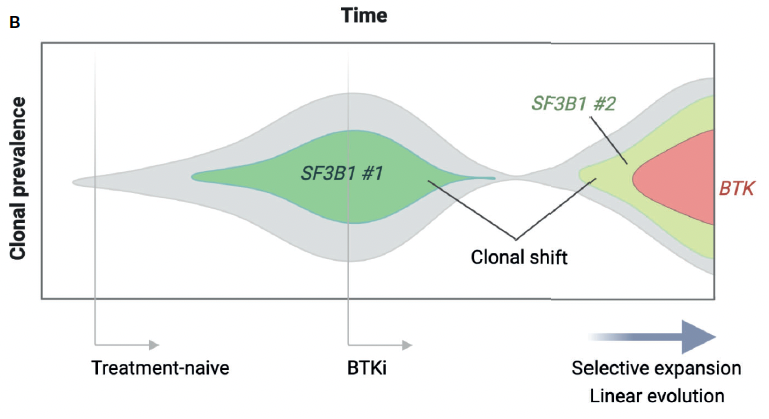 B
Time
Clonal prevalence
SF3B1 #1
SF3B1 #2
BTK
Clonal shift
Treatment-naive
BTKi
Selective expansion
Linear evolution